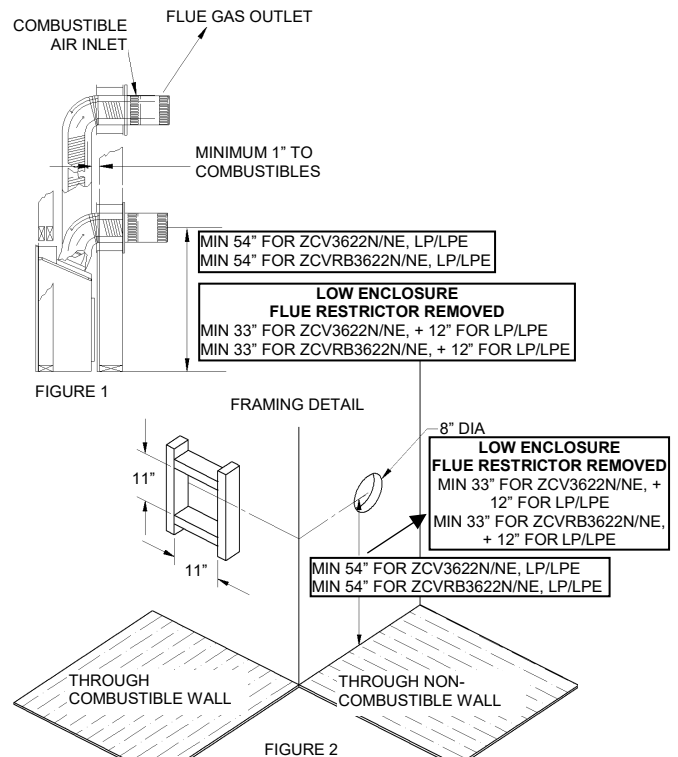 FLUE GAS OUTLET
COMBUSTIBLE
AIR INLET
MINIMUM 1" TO
COMBUSTIBLES
MIN 54" FOR ZCV3622N/NE, LP/LPE
MIN 54" FOR ZCVRB3622N/NE, LP/LPE
LOW ENCLOSURE
FLUE RESTRICTOR REMOVED
MIN 33" FOR ZCV3622N/NE, + 12" FOR LP/LPE
MIN 33" FOR ZCVRB3622N/NE, + 12" FOR LP/LPE
FIGURE 1
FRAMING DETAIL
11"
11"
8" DIA
LOW ENCLOSURE
FLUE RESTRICTOR REMOVED
MIN 33" FOR ZCV3622N/NE, +
12" FOR LP/LPE
MIN 33" FOR ZCVRB3622N/NE,
+ 12" FOR LP/LPE
MIN 54" FOR ZCV3622N/NE, LP/LPE
MIN 54" FOR ZCVRB3622N/NE, LP/LPE
THROUGH
COMBUSTIBLE WALL
THROUGH NON-
COMBUSTIBLE WALL
FIGURE 2